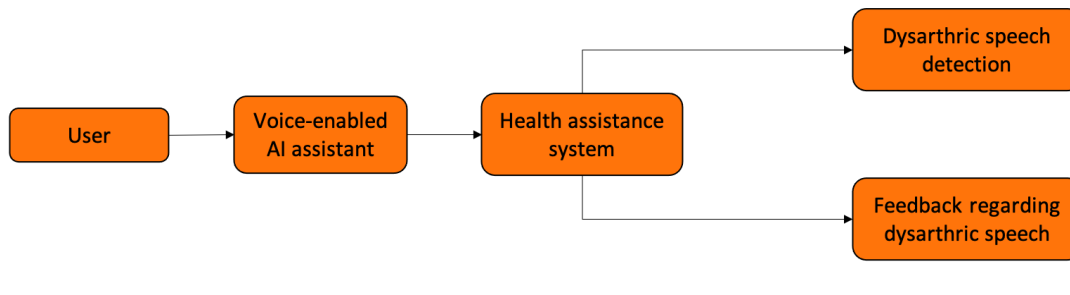 User
Voice-enabled
AI assistant
Health assistance
system
Dysarthric speech
detection
Feedback regarding
dysarthric speech